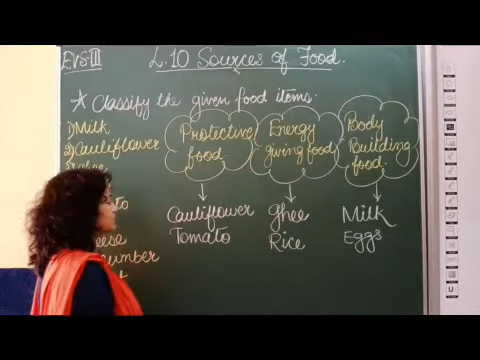 EVS-III
L.10 Sources of Food.
★ Classify the given food items.
1) Milk
2) Cauliflower
Protective food.
Energy giving food
Body Building food.
Cauliflower
Tomato
Ghee
Rice
Milk
Eggs